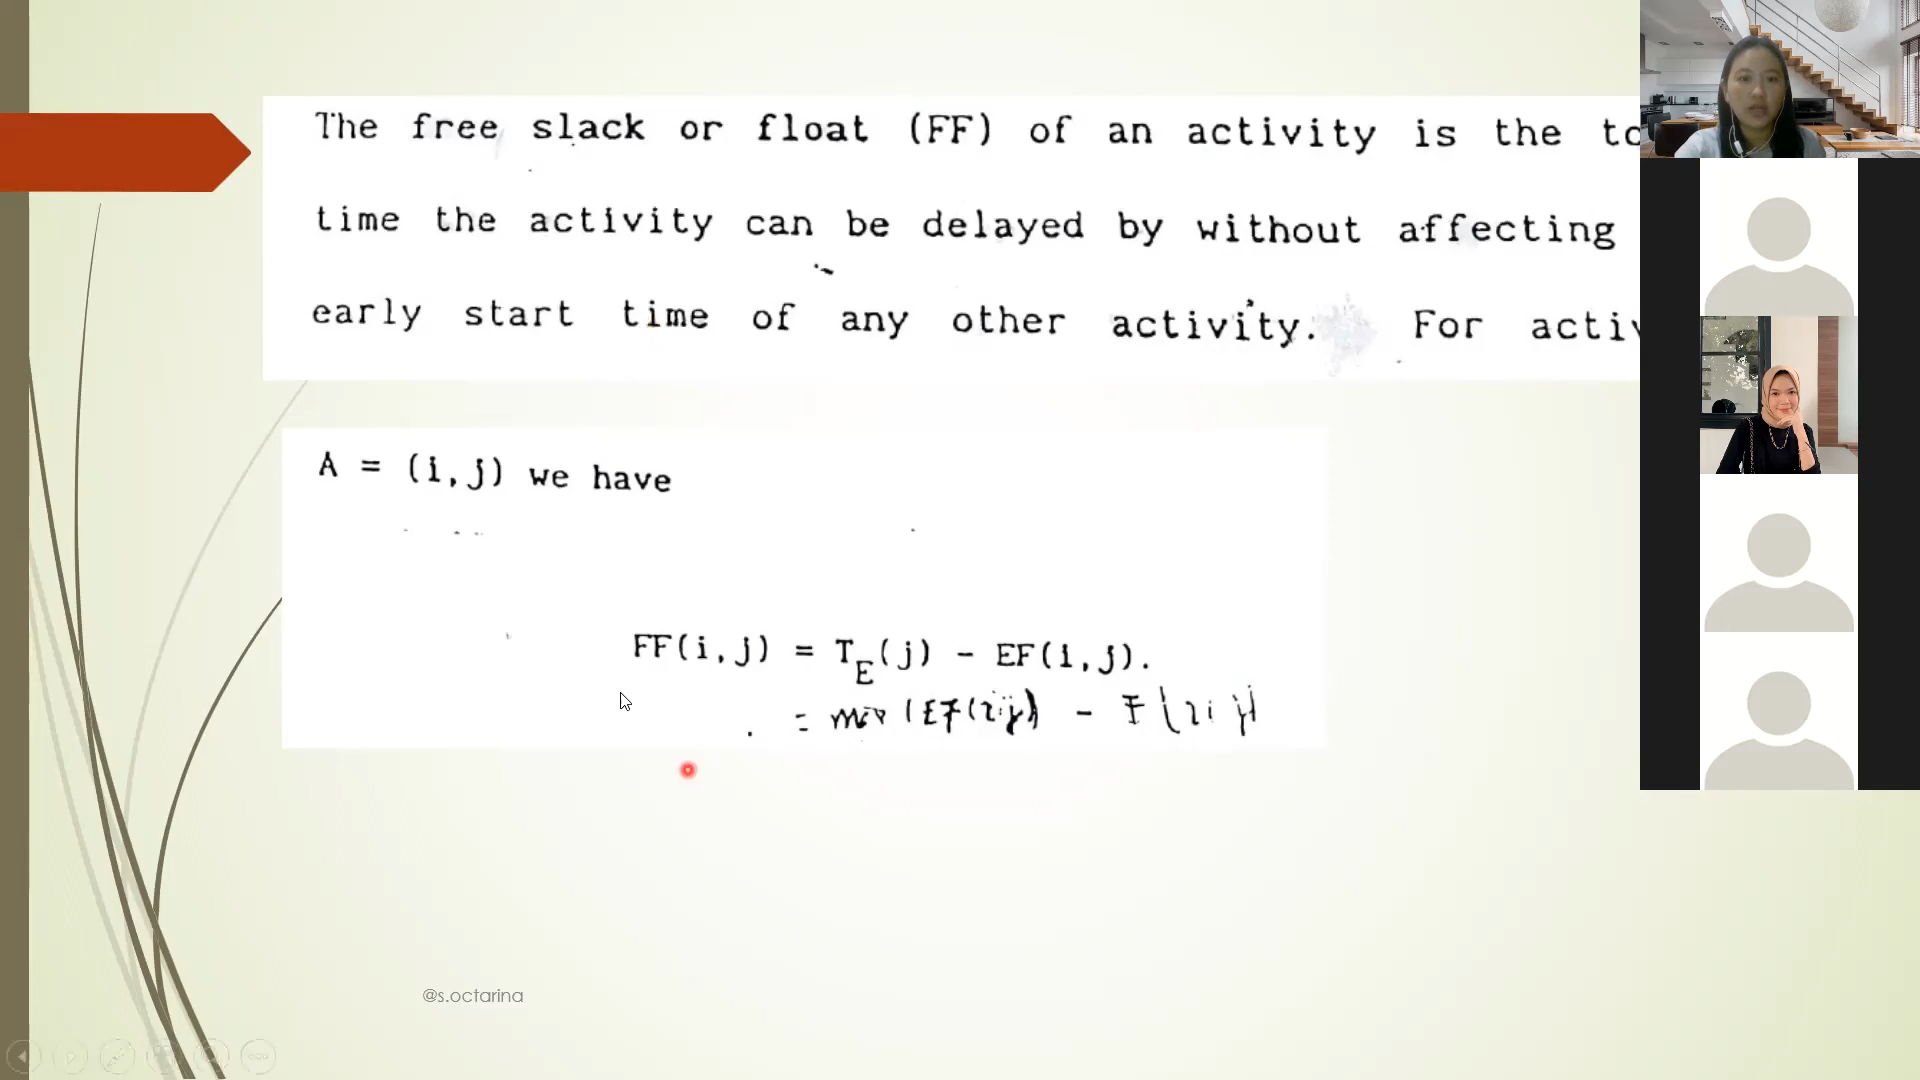 The free slack or float (FF) of an activity is the to
time the activity can be delayed by without affecting
early start time of any other activity. For activ
A = (i,j) we have
FF(i,j) = T_E(j) - EF(i,j).
@s.octarina